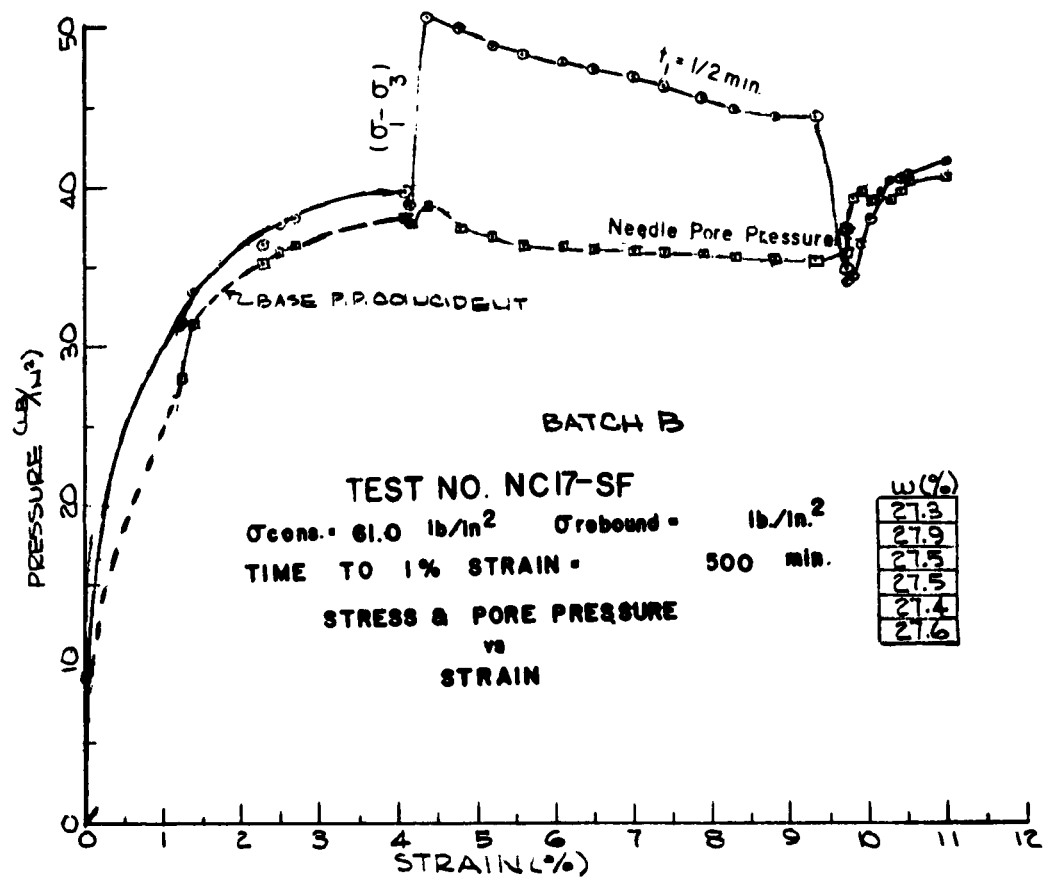 50
40
30
20
10
0
PRESSURE (LB/IN²)
(σ₁-σ₃)
t₁ = 1/2 min.
Needle Pore Pressure
BASE P.P. COINCIDENT
BATCH B
TEST NO. NC17-SF
σcons. = 61.0 lb/in² σrebound = lb./in.²
TIME TO 1% STRAIN = 500 min.
STRESS & PORE PRESSURE
vs
STRAIN
W (%)
27.3
27.9
27.5
27.5
27.4
27.6
0 1 2 3 4 5 6 7 8 9 10 11 12
STRAIN (%)